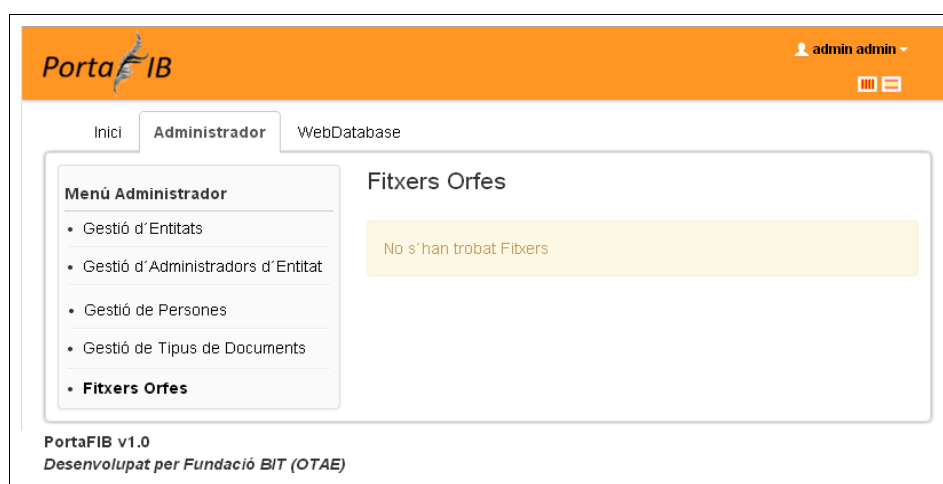 PortaFIB
admin admin
Inici Administrador WebDatabase
Menú Administrador
• Gestió d´Entitats
• Gestió d´Administradors d´Entitat
• Gestió de Persones
• Gestió de Tipus de Documents
• Fitxers Orfes
Fitxers Orfes
No s´han trobat Fitxers
PortaFIB v1.0
Desenvolupat per Fundació BIT (OTAE)